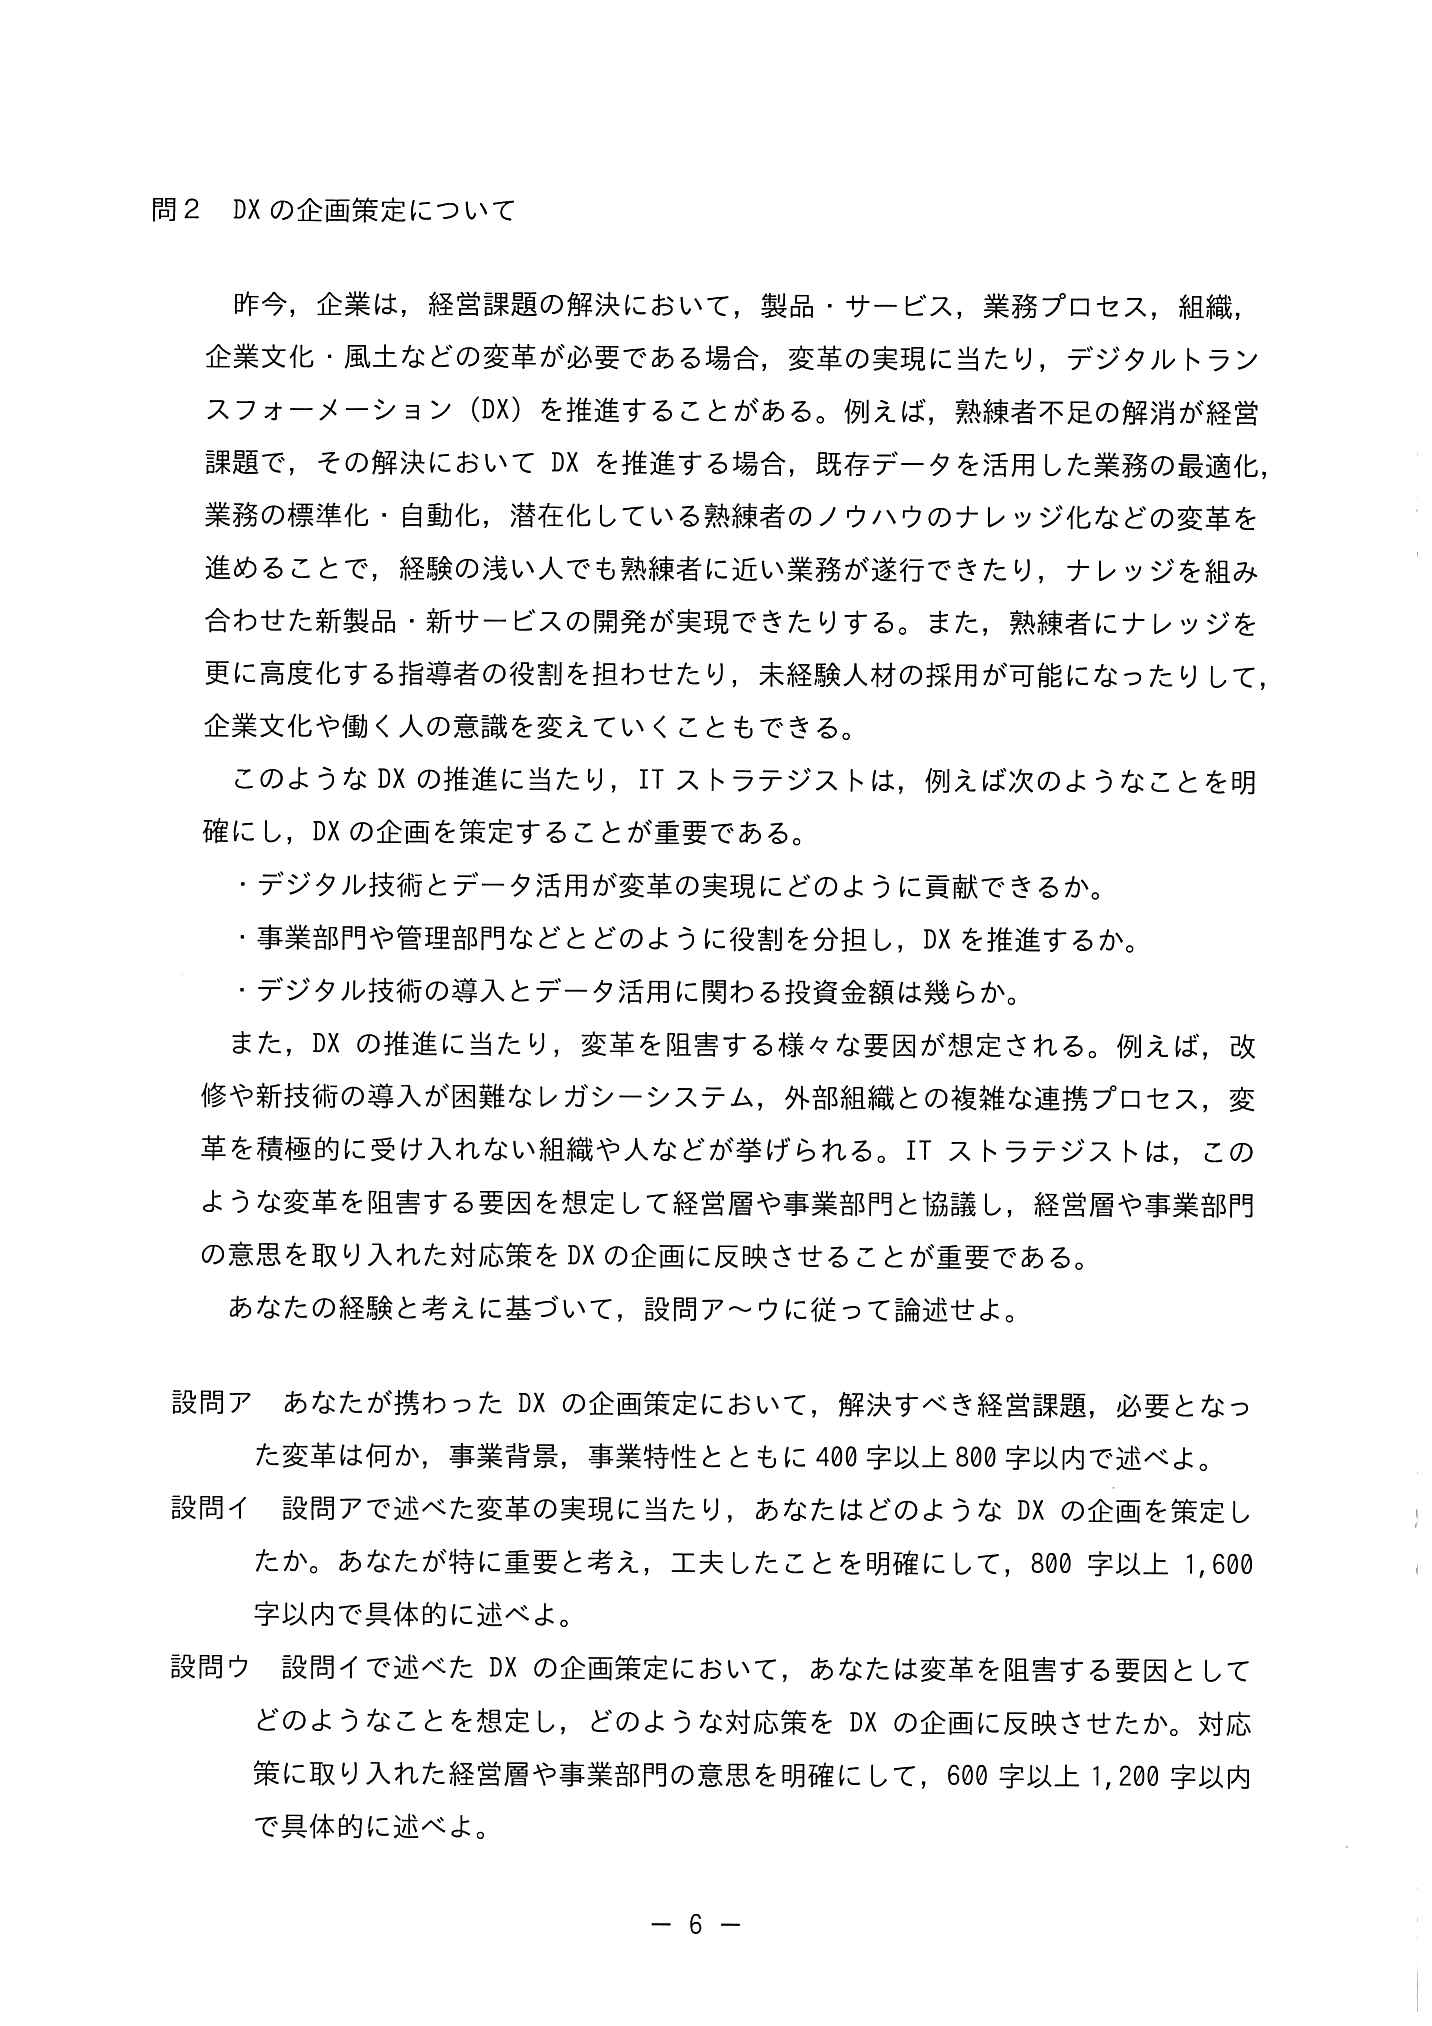 問２　DX の企画策定について
昨今，企業は，経営課題の解決において，製品・サービス，業務プロセス，組織，
企業文化・風土などの変革が必要である場合，変革の実現に当たり，デジタルトラン
スフォーメーション（DX）を推進することがある。例えば，熟練者不足の解消が経営
課題で，その解決において DX を推進する場合，既存データを活用した業務の最適化，
業務の標準化・自動化，潜在化している熟練者のノウハウのナレッジ化などの変革を
進めることで，経験の浅い人でも熟練者に近い業務が遂行できたり，ナレッジを組み
合わせた新製品・新サービスの開発が実現できたりする。また，熟練者にナレッジを
更に高度化する指導者の役割を担わせたり，未経験人材の採用が可能になったりして，
企業文化や働く人の意識を変えていくこともできる。
このような DX の推進に当たり，IT ストラテジストは，例えば次のようなことを明
確にし，DX の企画を策定することが重要である。
・デジタル技術とデータ活用が変革の実現にどのように貢献できるか。
・事業部門や管理部門などとどのように役割を分担し，DX を推進するか。
・デジタル技術の導入とデータ活用に関わる投資金額は幾らか。
また，DX の推進に当たり，変革を阻害する様々な要因が想定される。例えば，改
修や新技術の導入が困難なレガシーシステム，外部組織との複雑な連携プロセス，変
革を積極的に受け入れない組織や人などが挙げられる。IT ストラテジストは，この
ような変革を阻害する要因を想定して経営層や事業部門と協議し，経営層や事業部門
の意思を取り入れた対応策を DX の企画に反映させることが重要である。
あなたの経験と考えに基づいて，設問ア～ウに従って論述せよ。
設問ア　あなたが携わった DX の企画策定において，解決すべき経営課題，必要となっ
た変革は何か，事業背景，事業特性とともに 400 字以上 800 字以内で述べよ。
設問イ　設問アで述べた変革の実現に当たり，あなたはどのような DX の企画を策定し
たか。あなたが特に重要と考え，工夫したことを明確にして，800 字以上 1,600
字以内で具体的に述べよ。
設問ウ　設問イで述べた DX の企画策定において，あなたは変革を阻害する要因として
どのようなことを想定し，どのような対応策を DX の企画に反映させたか。対応
策に取り入れた経営層や事業部門の意思を明確にして，600 字以上 1,200 字以内
で具体的に述べよ。
－ 6 －